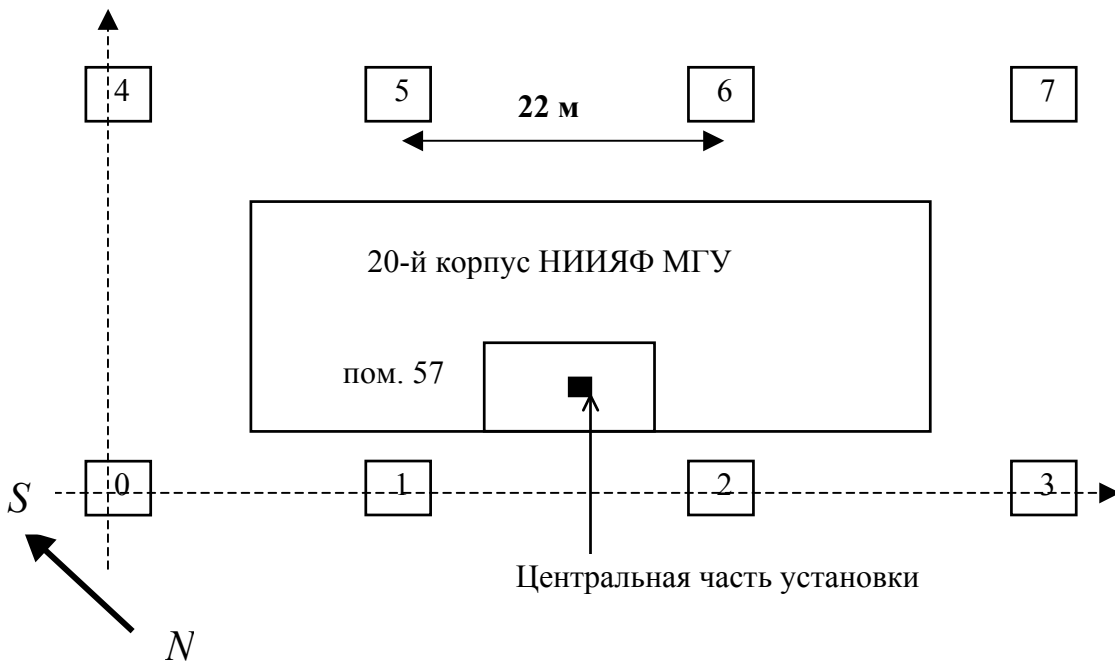 4 5 6 7
22 м
20-й корпус НИИЯФ МГУ
пом. 57
0 1 2 3
S
Центральная часть установки
N